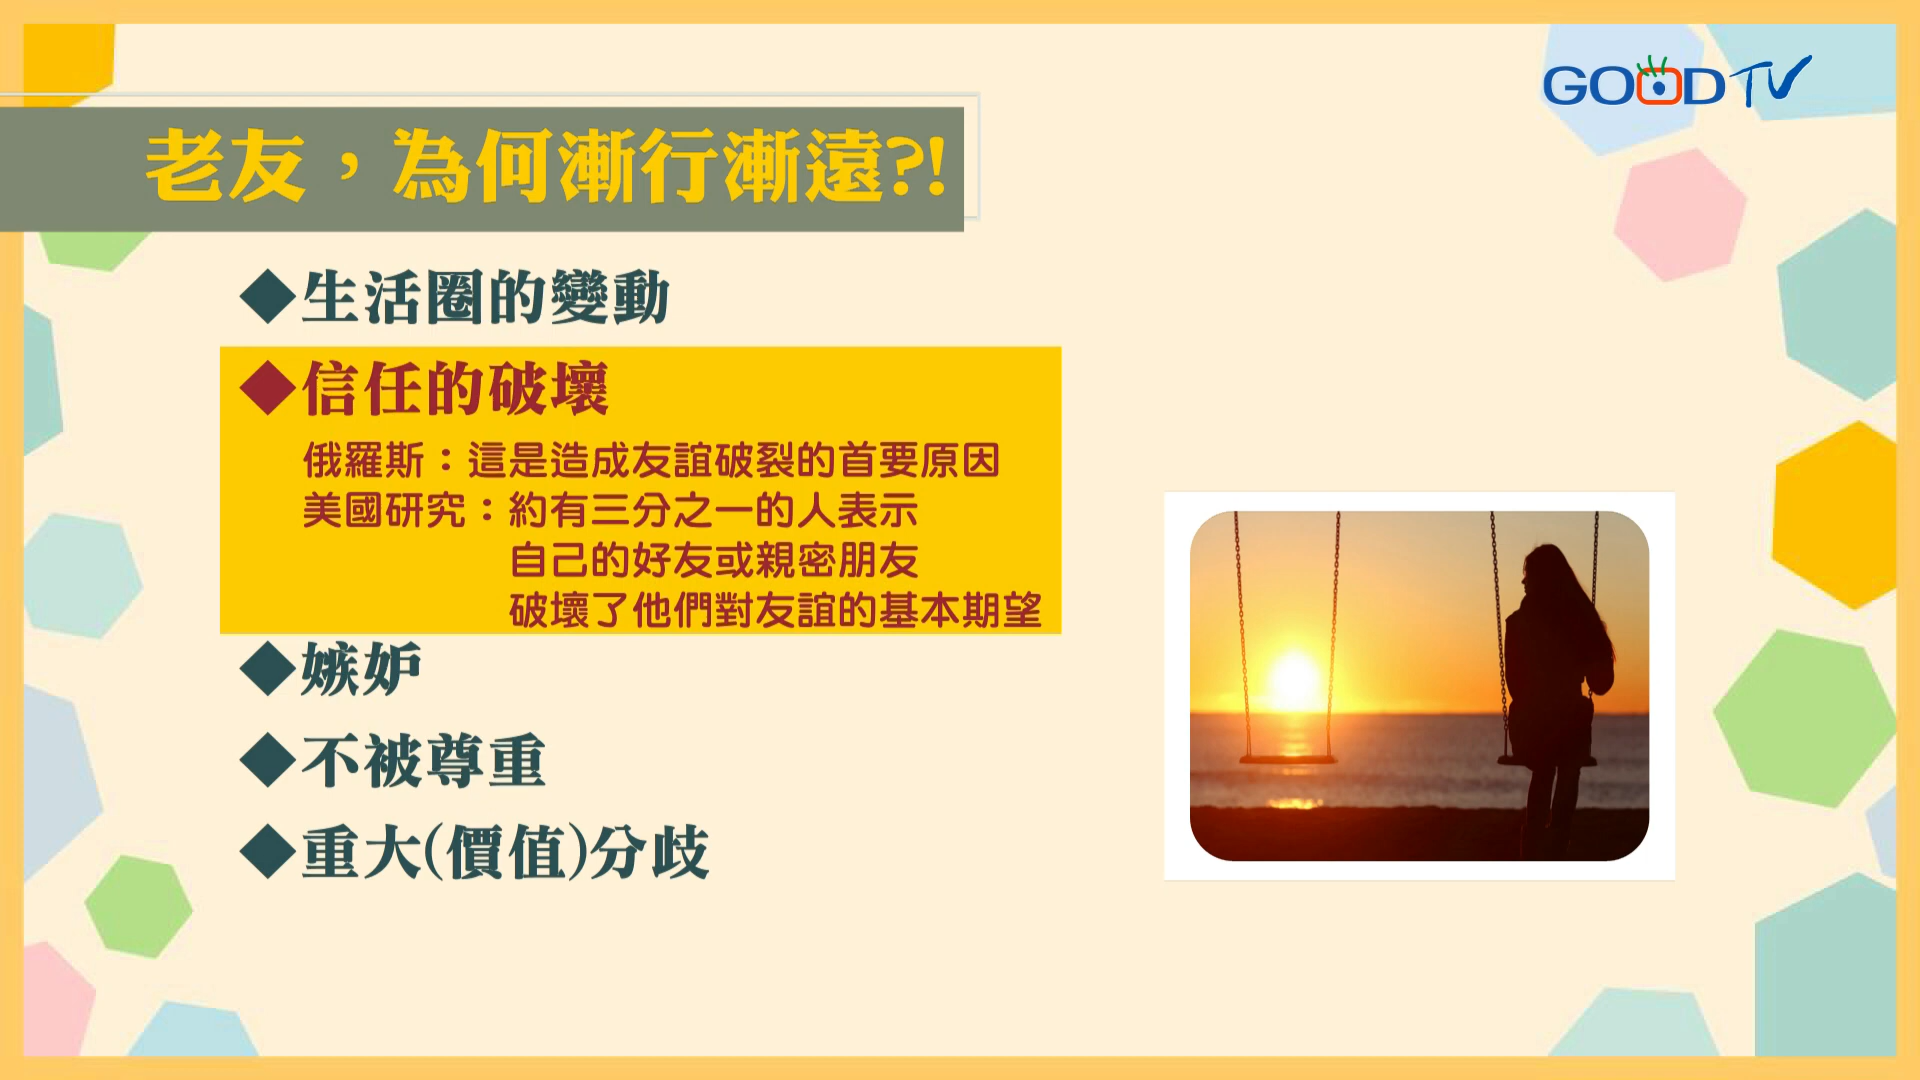 GOOD TV
老友，為何漸行漸遠?!
◆生活圈的變動
◆信任的破壞
俄羅斯：這是造成友誼破裂的首要原因
美國研究：約有三分之一的人表示
自己的好友或親密朋友
破壞了他們對友誼的基本期望
◆嫉妒
◆不被尊重
◆重大(價值)分歧